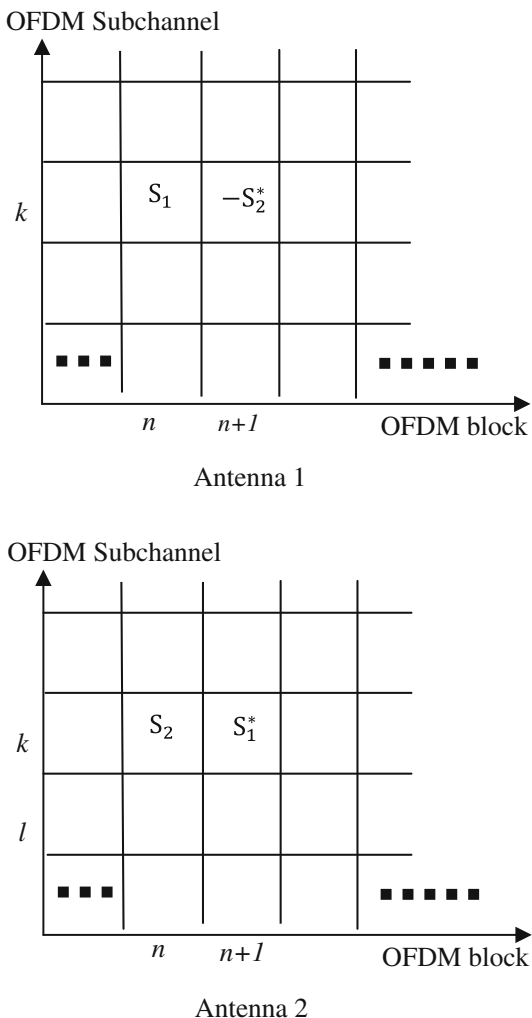 OFDM Subchannel
S₁ −S₂*
k
n n+1
OFDM block
Antenna 1
OFDM Subchannel
S₂ S₁*
k
l
n n+1
OFDM block
Antenna 2